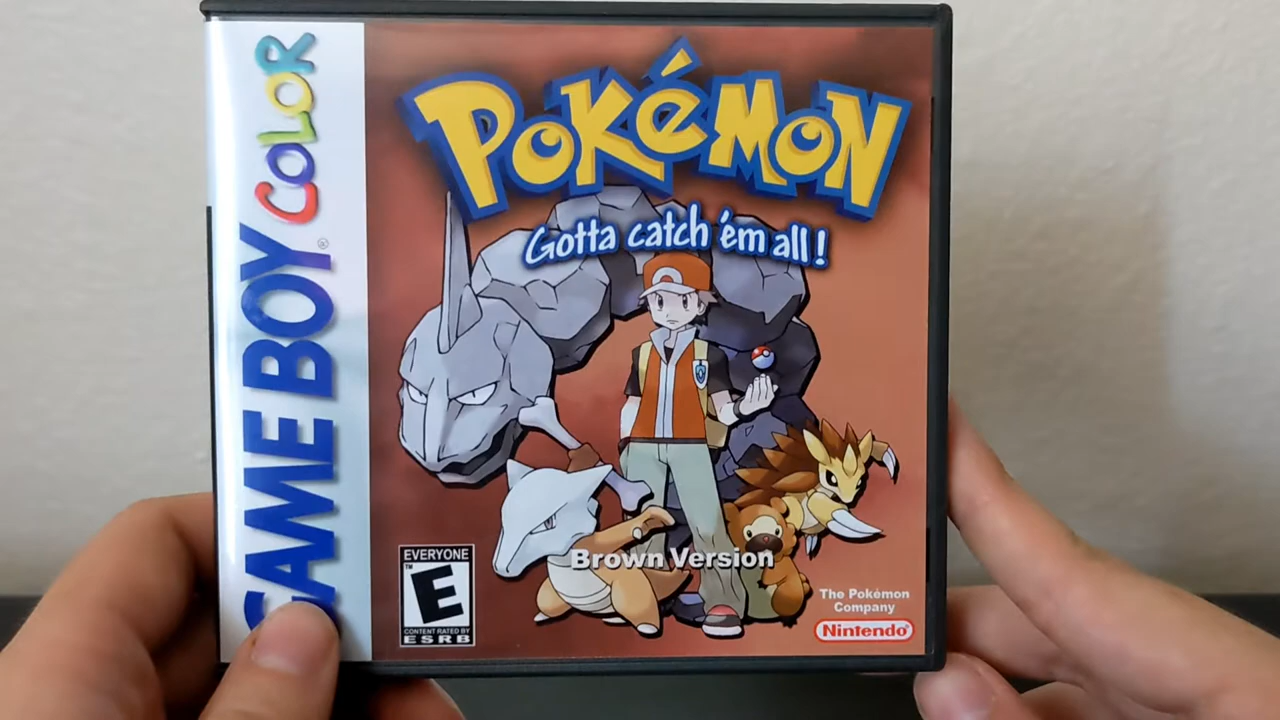 GAME BOY COLOR
®
POKéMON
Gotta catch 'em all!
Brown Version
EVERYONE
™
E
CONTENT RATED BY
ESRB
The Pokémon
Company
Nintendo®